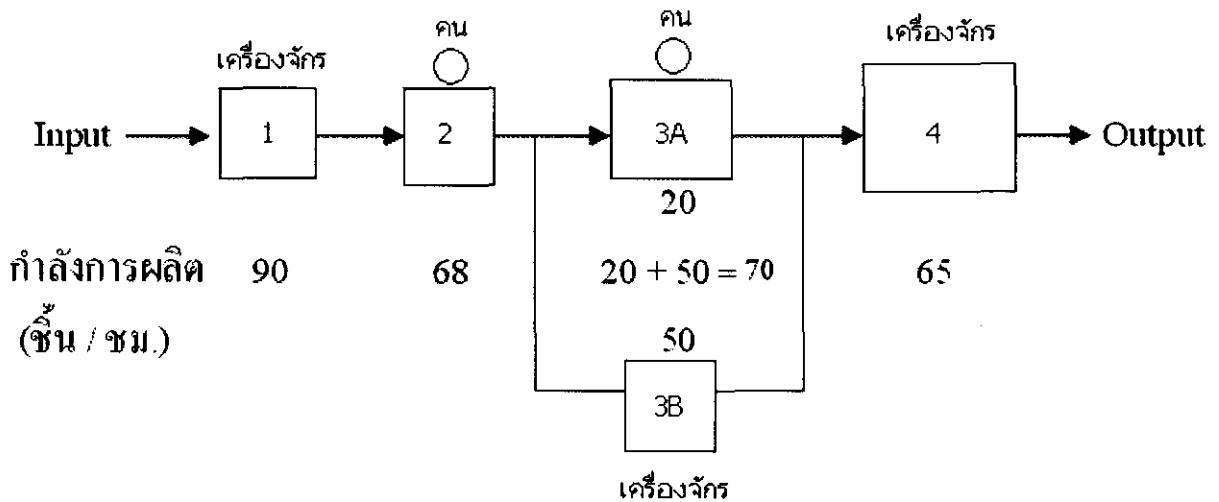 คน
คน
เครื่องจักร
เครื่องจักร
Input
1
2
3A
4
Output
20
กำลังการผลิต 90 68 20 + 50 = 70 65
(ชิ้น / ชม.)
50
3B
เครื่องจักร